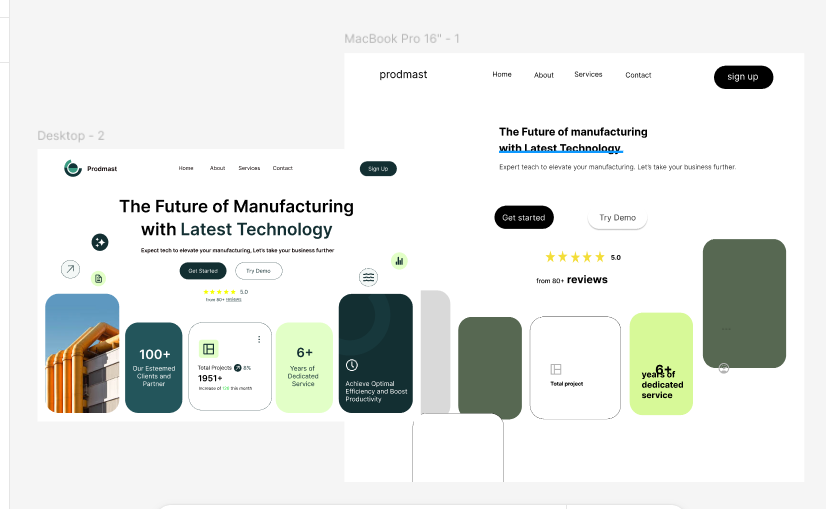 MacBook Pro 16" - 1
prodmast
Home
About
Services
Contact
sign up
The Future of manufacturing
with Latest Technology
Expert teach to elevate your manufacturing. Let's take your business further.
Get started
Try Demo
5.0
from 80+ reviews
Total project
6+
years of
dedicated
service
Desktop - 2
Prodmast
Home
About
Services
Contact
Sign Up
The Future of Manufacturing
with Latest Technology
Expect tech to elevate your manufacturing, Let's take your business further
Get Started
Try Demo
5.0
from 80+ reviews
100+
Our Esteemed
Clients and
Partner
Total Projects
8%
1951+
Increase of 126 this month
6+
Years of
Dedicated
Service
Achieve Optimal
Efficiency and Boost
Productivity